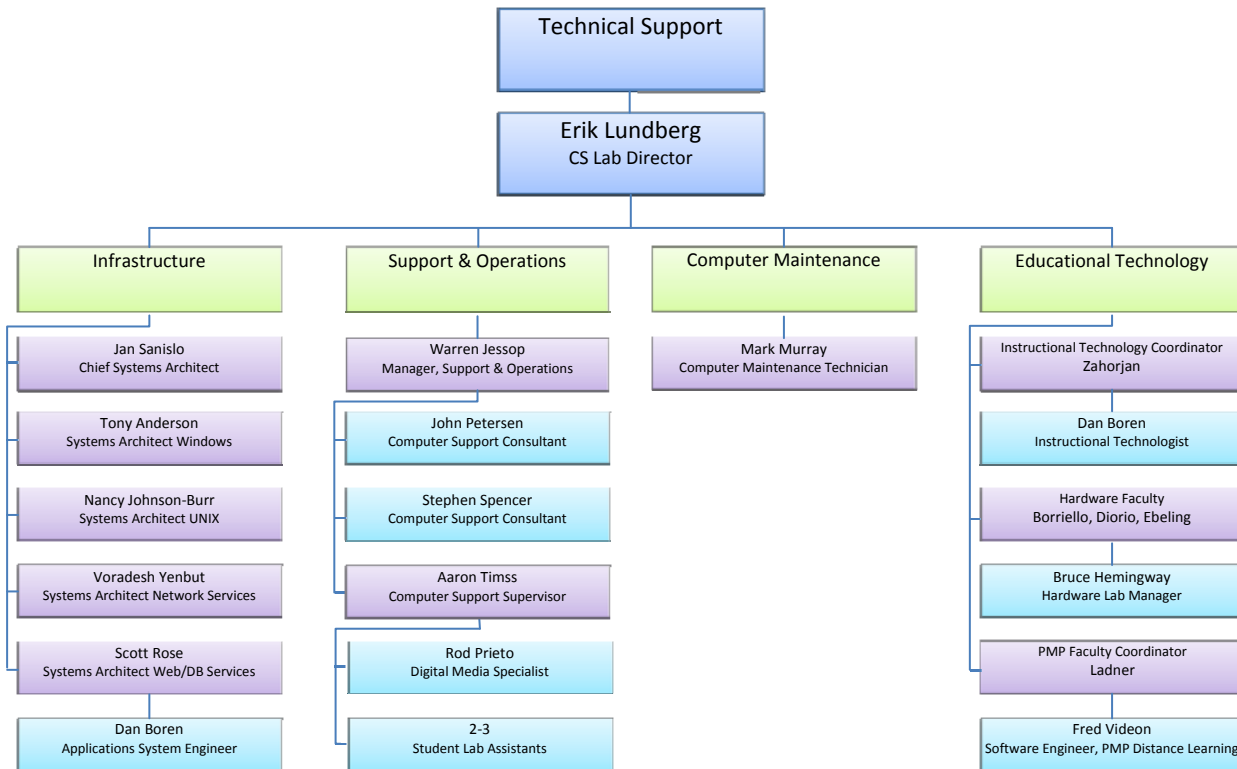 Technical Support
Erik Lundberg
CS Lab Director
Infrastructure
Jan Sanislo
Chief Systems Architect
Tony Anderson
Systems Architect Windows
Nancy Johnson-Burr
Systems Architect UNIX
Voradesh Yenbut
Systems Architect Network Services
Scott Rose
Systems Architect Web/DB Services
Dan Boren
Applications System Engineer
Support & Operations
Warren Jessop
Manager, Support & Operations
John Petersen
Computer Support Consultant
Stephen Spencer
Computer Support Consultant
Aaron Timss
Computer Support Supervisor
Rod Prieto
Digital Media Specialist
2-3
Student Lab Assistants
Computer Maintenance
Mark Murray
Computer Maintenance Technician
Educational Technology
Instructional Technology Coordinator
Zahorjan
Dan Boren
Instructional Technologist
Hardware Faculty
Borriello, Diorio, Ebeling
Bruce Hemingway
Hardware Lab Manager
PMP Faculty Coordinator
Ladner
Fred Videon
Software Engineer, PMP Distance Learning